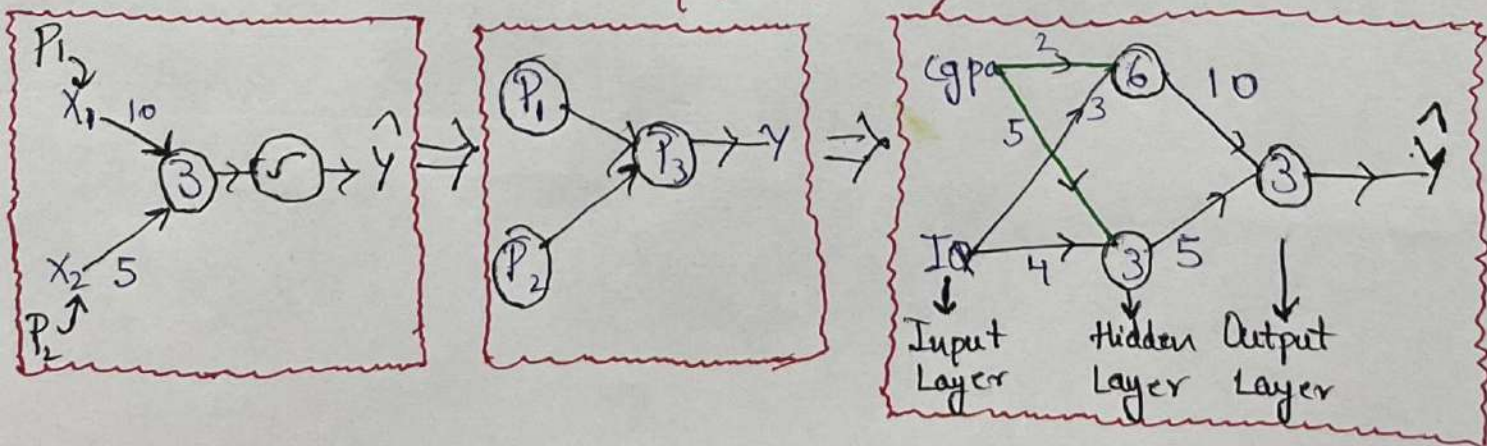 P1
X1 10
3 ŷ
X2 5
P2
⇒
P1
P3 Y
P2
⇒
cgpa 2 6 10
5 3
3 Ŷ
IQ 4 3 5
Input Hidden Output
Layer Layer Layer